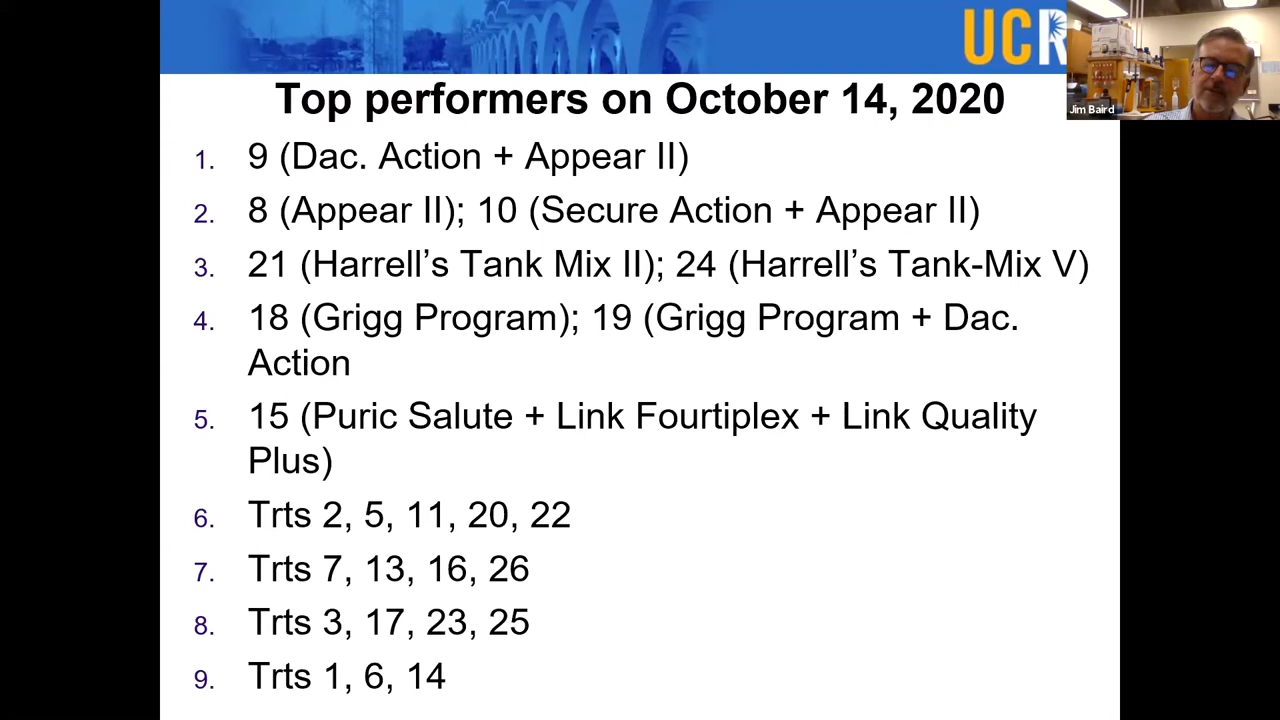 UCR
Jim Baird
Top performers on October 14, 2020
1. 9 (Dac. Action + Appear II)
2. 8 (Appear II); 10 (Secure Action + Appear II)
3. 21 (Harrell’s Tank Mix II); 24 (Harrell’s Tank-Mix V)
4. 18 (Grigg Program); 19 (Grigg Program + Dac.
Action
5. 15 (Puric Salute + Link Fourtiplex + Link Quality
Plus)
6. Trts 2, 5, 11, 20, 22
7. Trts 7, 13, 16, 26
8. Trts 3, 17, 23, 25
9. Trts 1, 6, 14